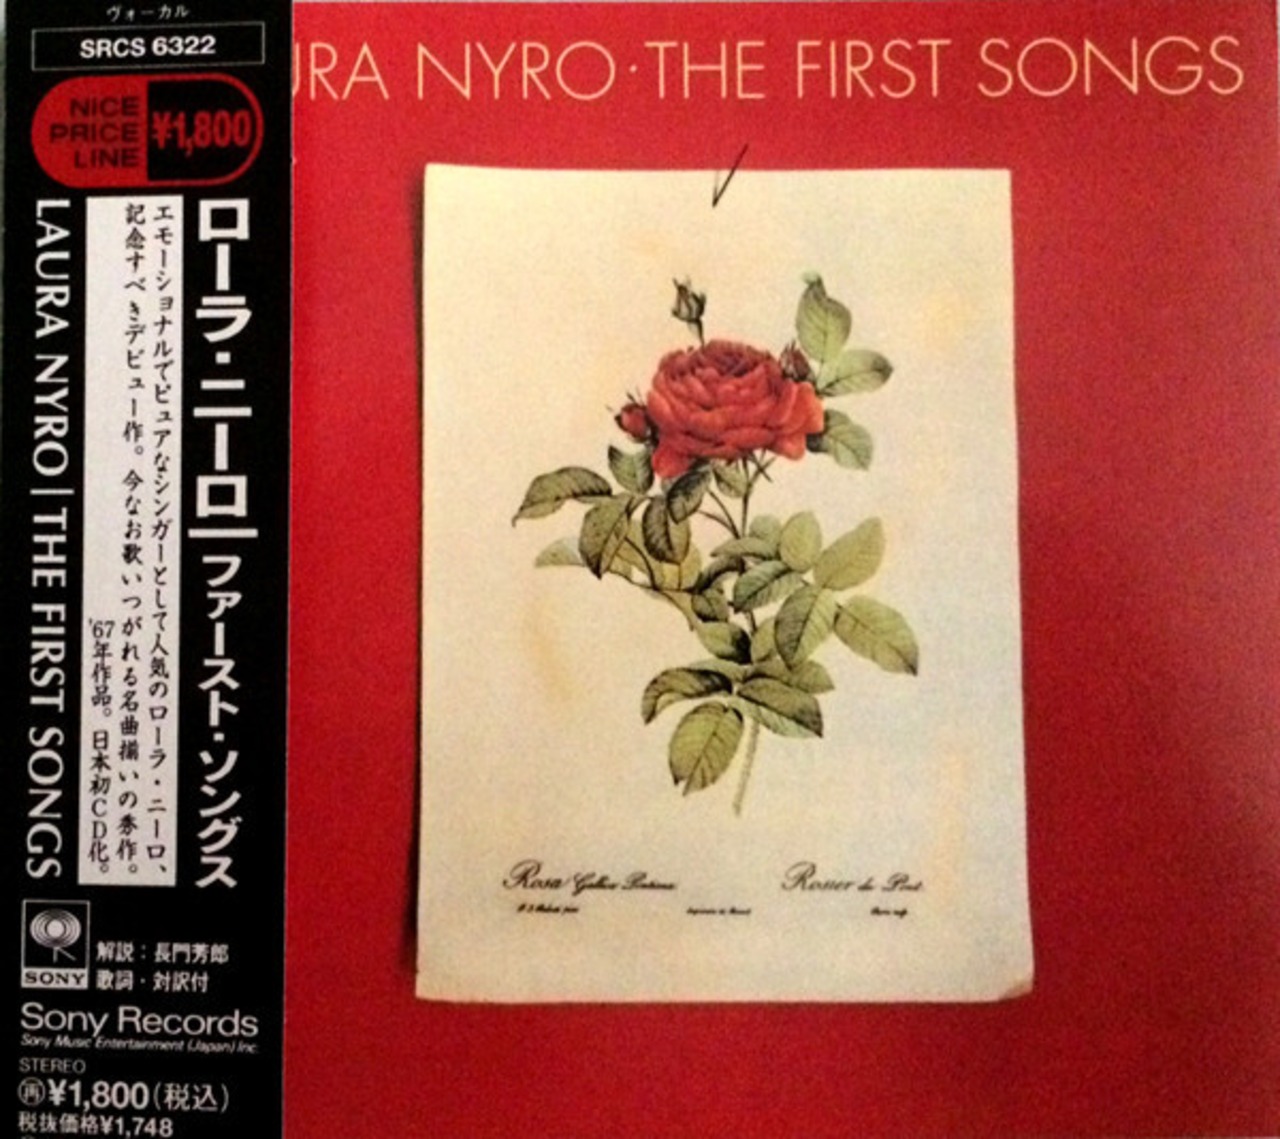 ヴォーカル
SRCS 6322
NICE
PRICE
LINE
¥1,800
ローラ・ニーロ|ファースト・ソングス
エモーショナルでピュアなシンガーとして人気のローラ・ニーロ、
記念すべきデビュー作。今なお歌いつがれる名曲揃いの秀作。
'67年作品。日本初CD化。
LAURA NYRO|THE FIRST SONGS
SONY
解説：長門芳郎
歌詞・対訳付
Sony Records
Sony Music Entertainment (Japan) Inc.
STEREO
再¥1,800(税込)
税抜価格¥1,748
URA NYRO·THE FIRST SONGS
Rosa Gallica
Rosier du